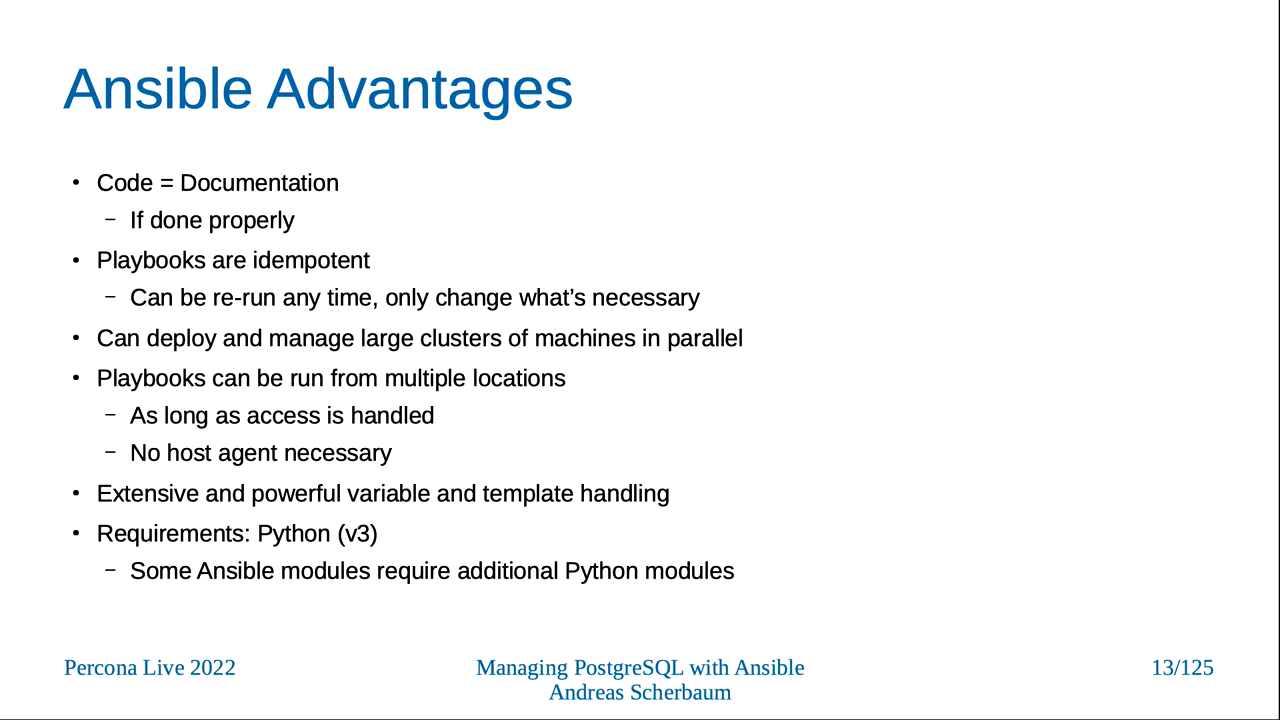 Ansible Advantages
• Code = Documentation
– If done properly
• Playbooks are idempotent
– Can be re-run any time, only change what’s necessary
• Can deploy and manage large clusters of machines in parallel
• Playbooks can be run from multiple locations
– As long as access is handled
– No host agent necessary
• Extensive and powerful variable and template handling
• Requirements: Python (v3)
– Some Ansible modules require additional Python modules
Percona Live 2022
Managing PostgreSQL with Ansible
Andreas Scherbaum
13/125